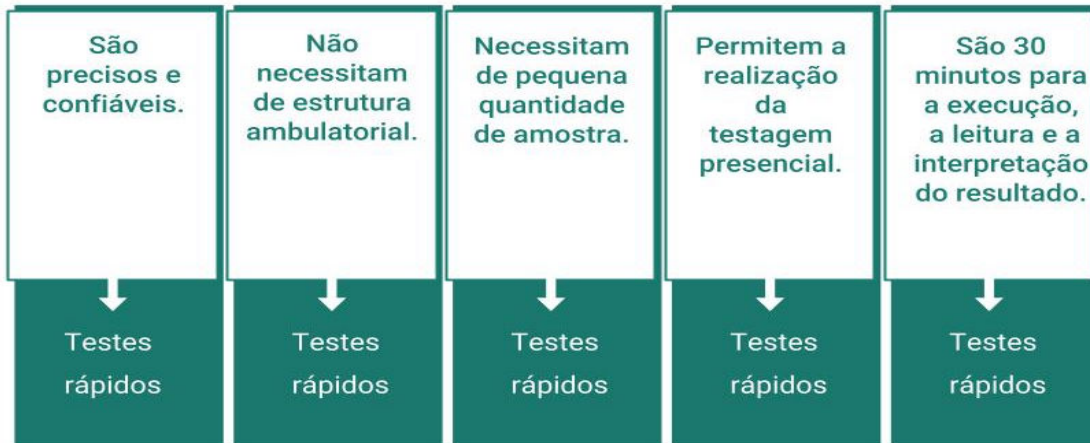 São
precisos e
confiáveis.
Testes
rápidos
Não
necessitam
de estrutura
ambulatorial.
Testes
rápidos
Necessitam
de pequena
quantidade
de amostra.
Testes
rápidos
Permitem a
realização
da
testagem
presencial.
Testes
rápidos
São 30
minutos para
a execução,
a leitura e a
interpretação
do resultado.
Testes
rápidos